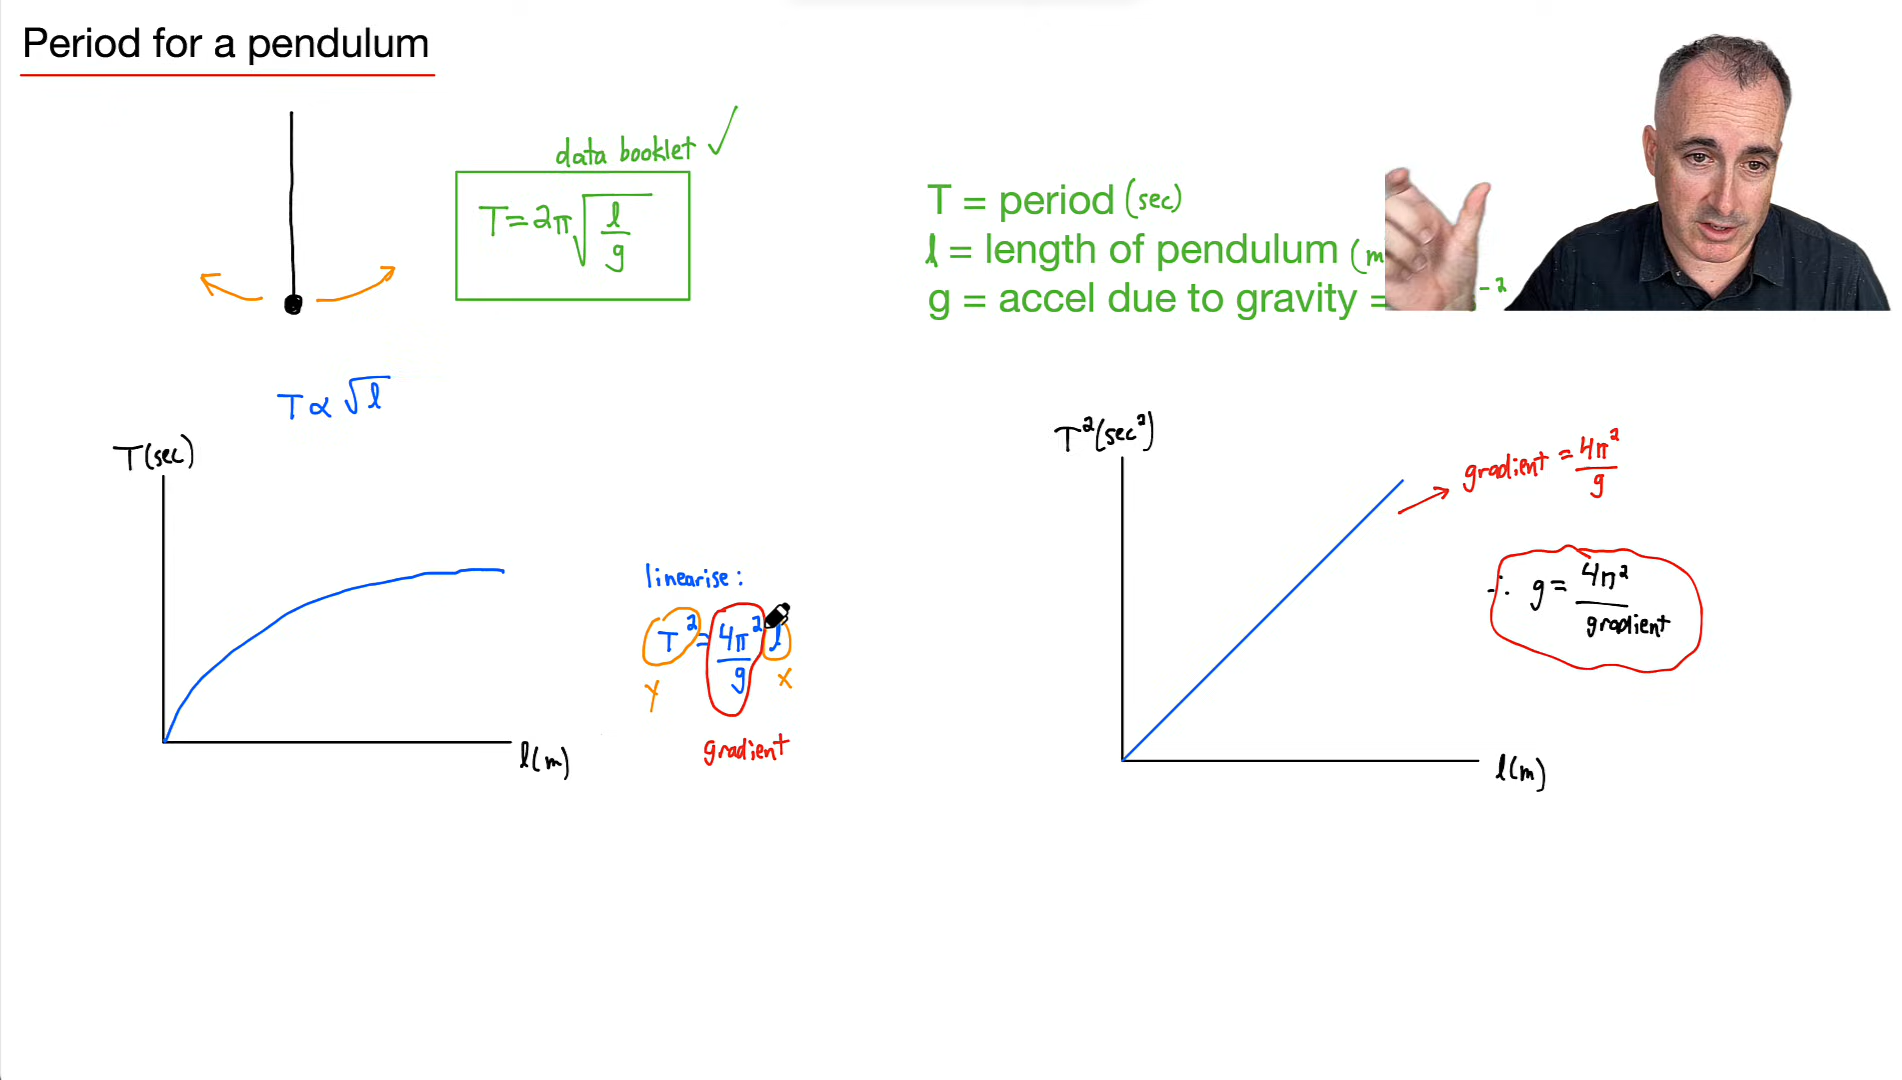 Period for a pendulum
data booklet ✓
T=2π√(l/g)
T = period (sec)
l = length of pendulum (m
g = accel due to gravity =
-2
T∝√l
T(sec)
l(m)
linearise:
T²=4π²/g l
y
x
gradient
T²(sec²)
l(m)
gradient = 4π²/g
∴ g = 4π²/gradient